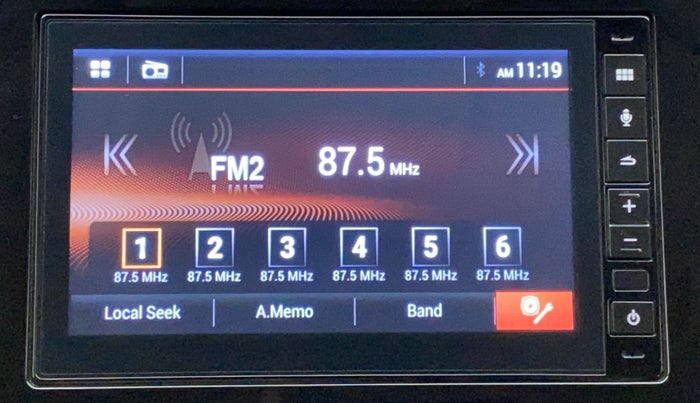 AM 11:19
FM2 87.5 MHz
1 2 3 4 5 6
87.5 MHz 87.5 MHz 87.5 MHz 87.5 MHz 87.5 MHz 87.5 MHz
Local Seek A.Memo Band